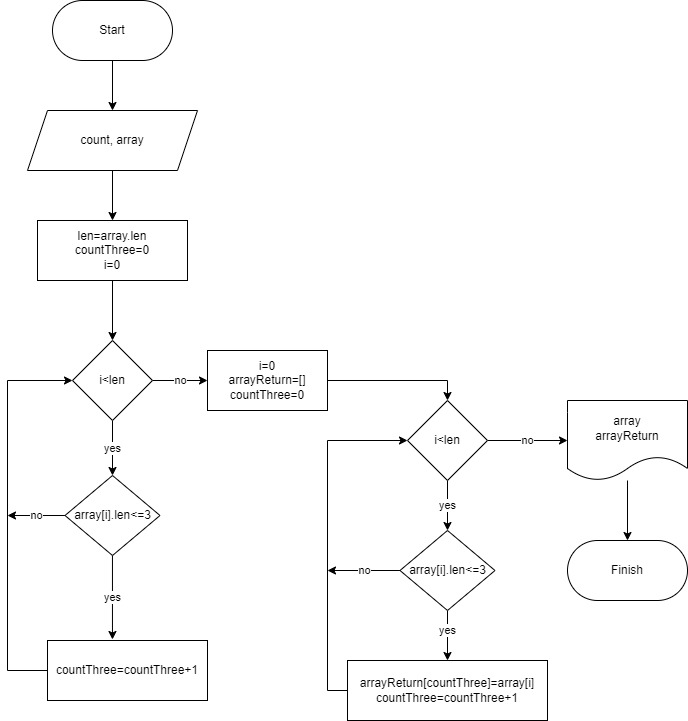 Start
count, array
len=array.len
countThree=0
i=0
i<len
no
i=0
arrayReturn=[]
countThree=0
yes
array[i].len<=3
no
yes
countThree=countThree+1
i<len
no
array
arrayReturn
yes
array[i].len<=3
no
yes
arrayReturn[countThree]=array[i]
countThree=countThree+1
Finish